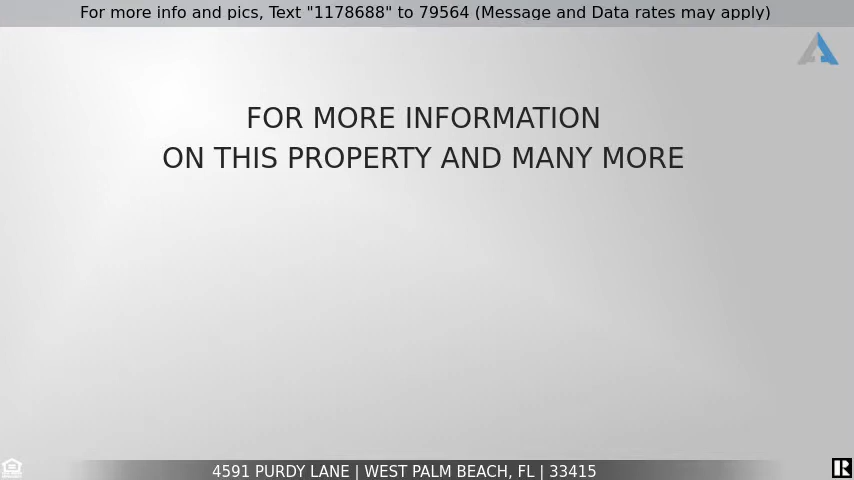 For more info and pics, Text "1178688" to 79564 (Message and Data rates may apply)
FOR MORE INFORMATION
ON THIS PROPERTY AND MANY MORE
4591 PURDY LANE | WEST PALM BEACH, FL | 33415